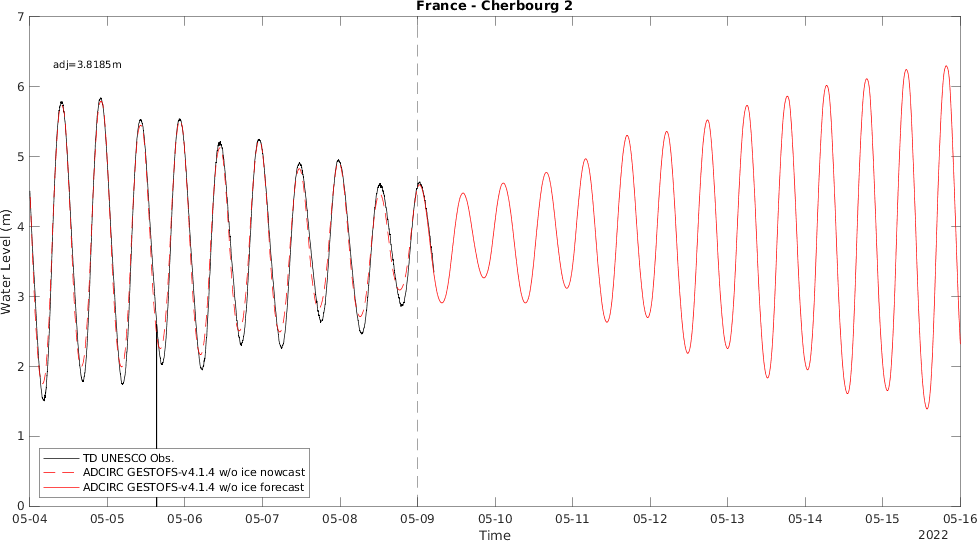 France - Cherbourg 2
7
adj=3.8185m
6
5
4
3
2
1
0
Water Level (m)
TD UNESCO Obs.
ADCIRC GESTOFS-v4.1.4 w/o ice nowcast
ADCIRC GESTOFS-v4.1.4 w/o ice forecast
05-04 05-05 05-06 05-07 05-08 05-09 05-10 05-11 05-12 05-13 05-14 05-15 05-16
Time
2022